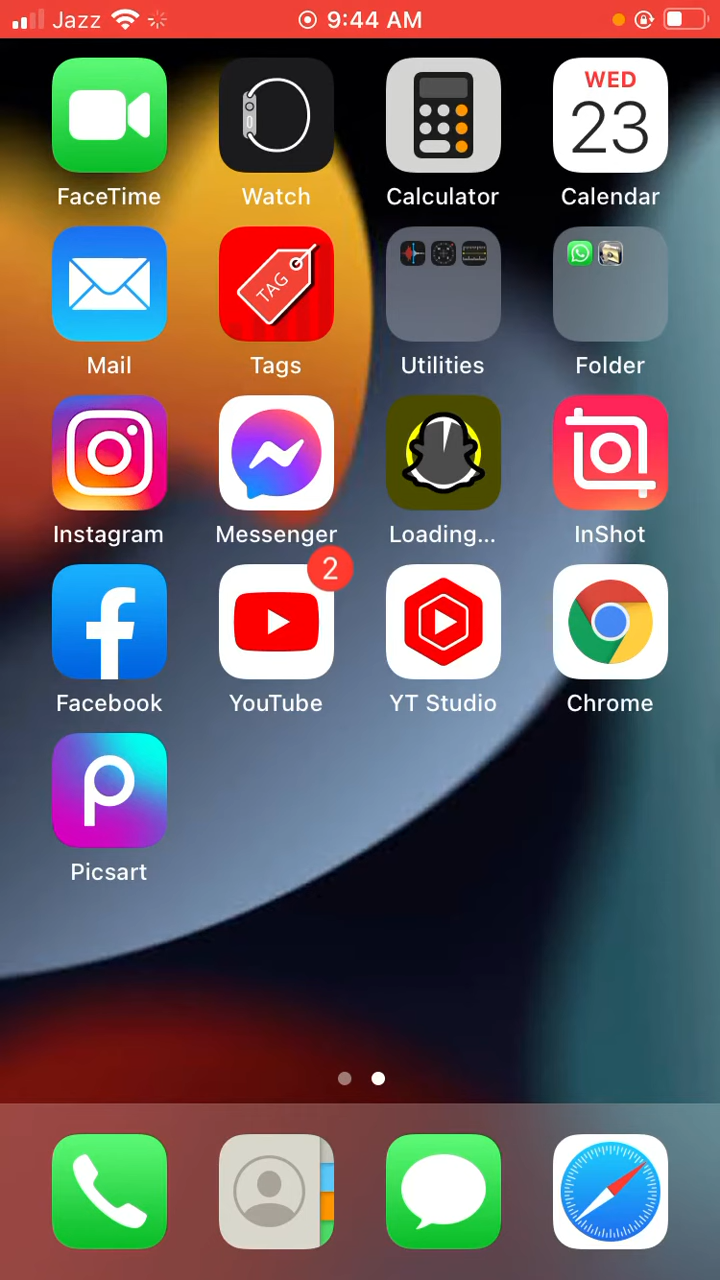 Jazz 9:44 AM
WED
23
FaceTime Watch Calculator Calendar
TAG
Mail Tags Utilities Folder
Instagram Messenger Loading... InShot
2
Facebook YouTube YT Studio Chrome
Picsart